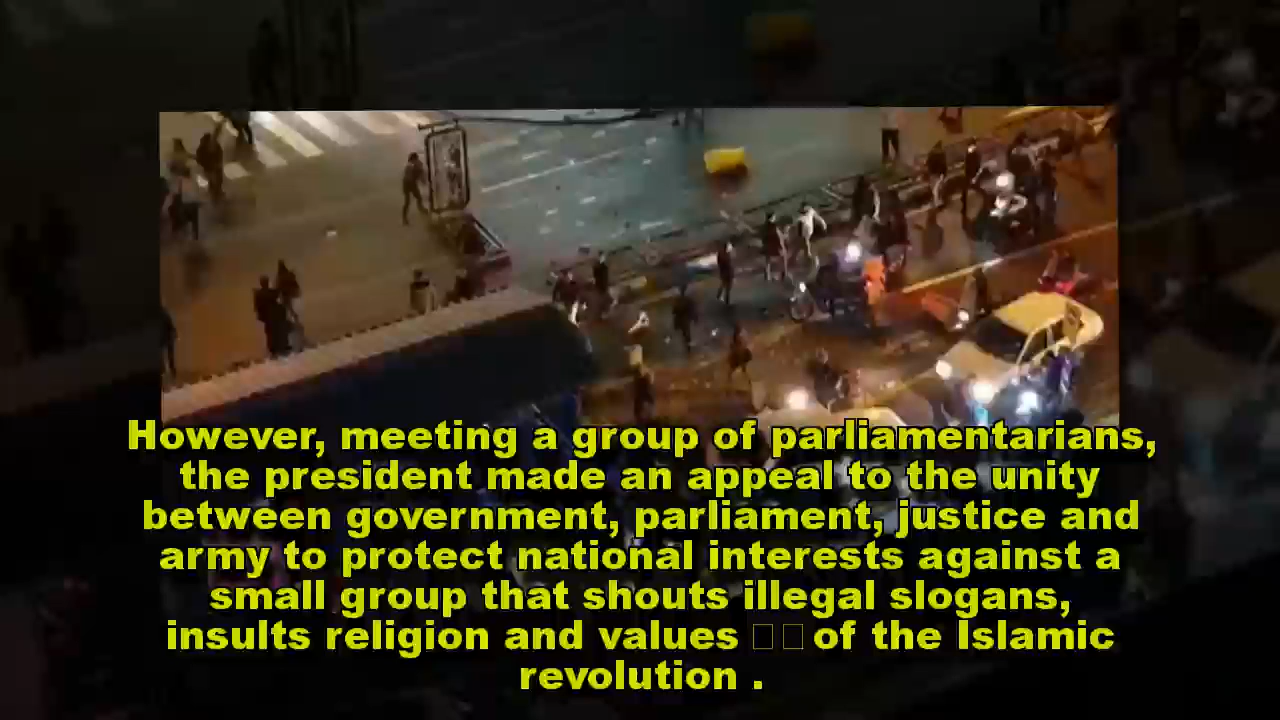 However, meeting a group of parliamentarians,
the president made an appeal to the unity
between government, parliament, justice and
army to protect national interests against a
small group that shouts illegal slogans,
insults religion and values □□ of the Islamic
revolution .